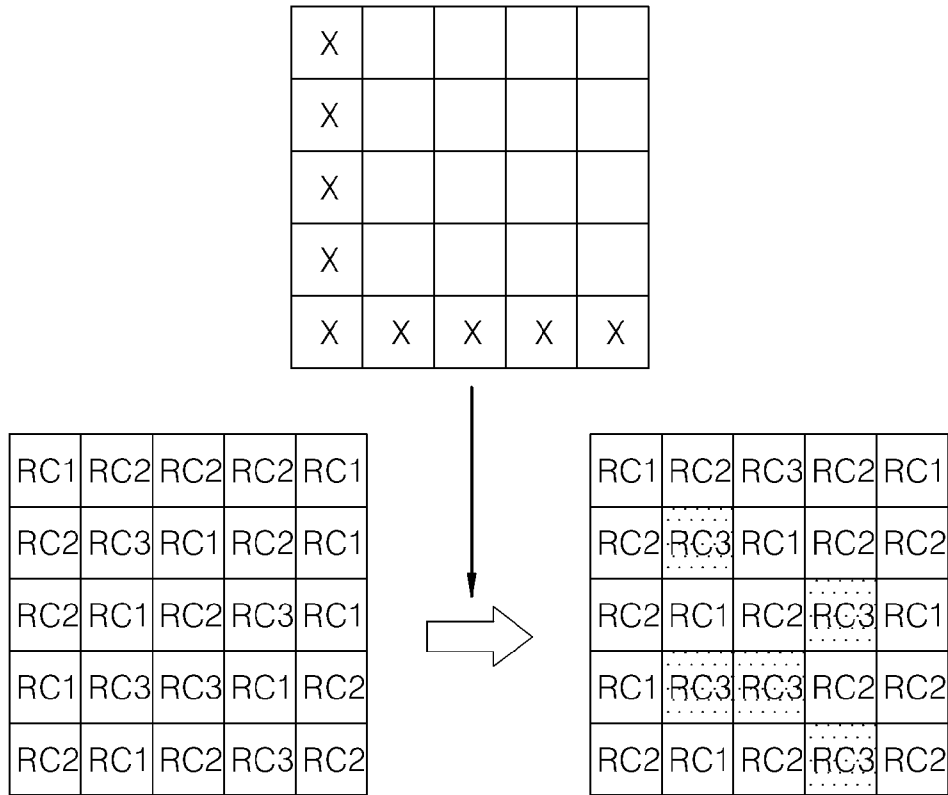 X
X
X
X
X X X X X
RC1 RC2 RC2 RC2 RC1
RC2 RC3 RC1 RC2 RC1
RC2 RC1 RC2 RC3 RC1
RC1 RC3 RC3 RC1 RC2
RC2 RC1 RC2 RC3 RC2
RC1 RC2 RC3 RC2 RC1
RC2 RC3 RC1 RC2 RC2
RC2 RC1 RC2 RC3 RC1
RC1 RC3 RC3 RC2 RC2
RC2 RC1 RC2 RC3 RC2